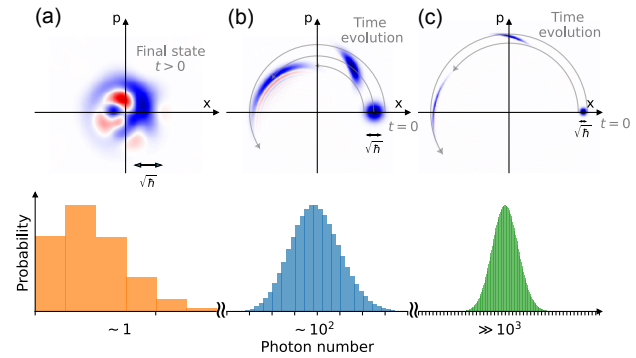 (a)
p
Final state
t > 0
x
√ħ
(b)
p
Time
evolution
x
t = 0
√ħ
(c)
p
Time
evolution
x
t = 0
√ħ
Probability
~ 1
~ 10²
≫ 10³
Photon number